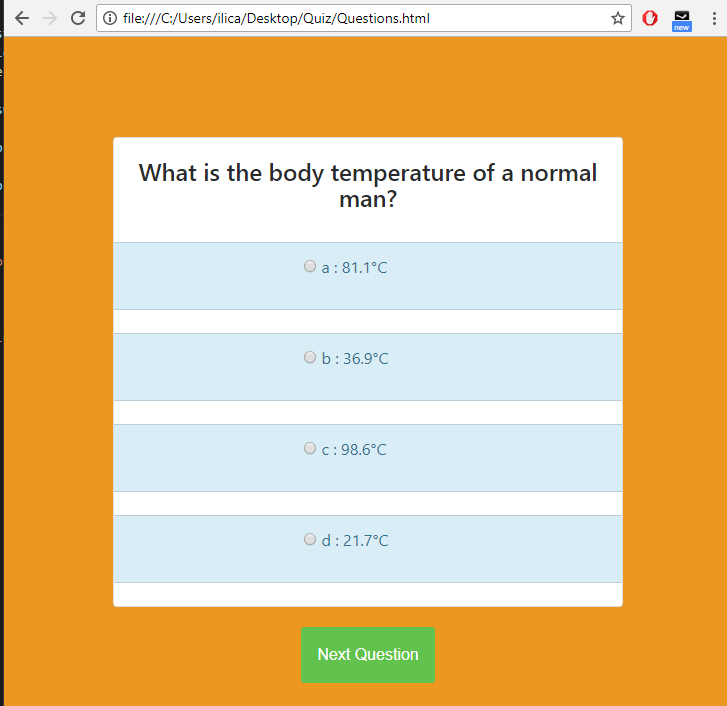 file:///C:/Users/ilica/Desktop/Quiz/Questions.html
new
What is the body temperature of a normal
man?
a : 81.1°C
b : 36.9°C
c : 98.6°C
d : 21.7°C
Next Question